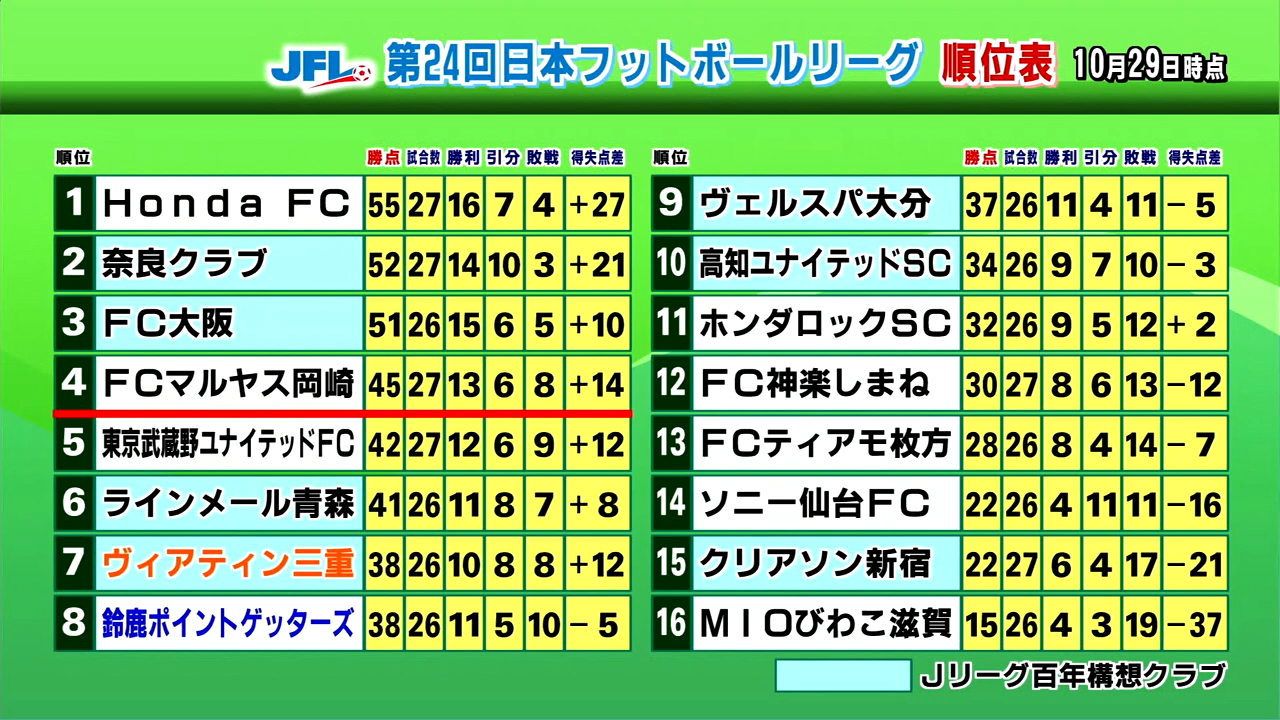 JFL 第24回日本フットボールリーグ 順位表 10月29日時点
順位 勝点 試合数 勝利 引分 敗戦 得失点差
1 Honda FC 55 27 16 7 4 +27
2 奈良クラブ 52 27 14 10 3 +21
3 FC大阪 51 26 15 6 5 +10
4 FCマルヤス岡崎 45 27 13 6 8 +14
5 東京武蔵野ユナイテッドFC 42 27 12 6 9 +12
6 ラインメール青森 41 26 11 8 7 +8
7 ヴィアティン三重 38 26 10 8 8 +12
8 鈴鹿ポイントゲッターズ 38 26 11 5 10 −5
順位 勝点 試合数 勝利 引分 敗戦 得失点差
9 ヴェルスパ大分 37 26 11 4 11 −5
10 高知ユナイテッドSC 34 26 9 7 10 −3
11 ホンダロックSC 32 26 9 5 12 +2
12 FC神楽しまね 30 27 8 6 13 −12
13 FCティアモ枚方 28 26 8 4 14 −7
14 ソニー仙台FC 22 26 4 11 11 −16
15 クリアソン新宿 22 27 6 4 17 −21
16 MIOびわこ滋賀 15 26 4 3 19 −37
Jリーグ百年構想クラブ